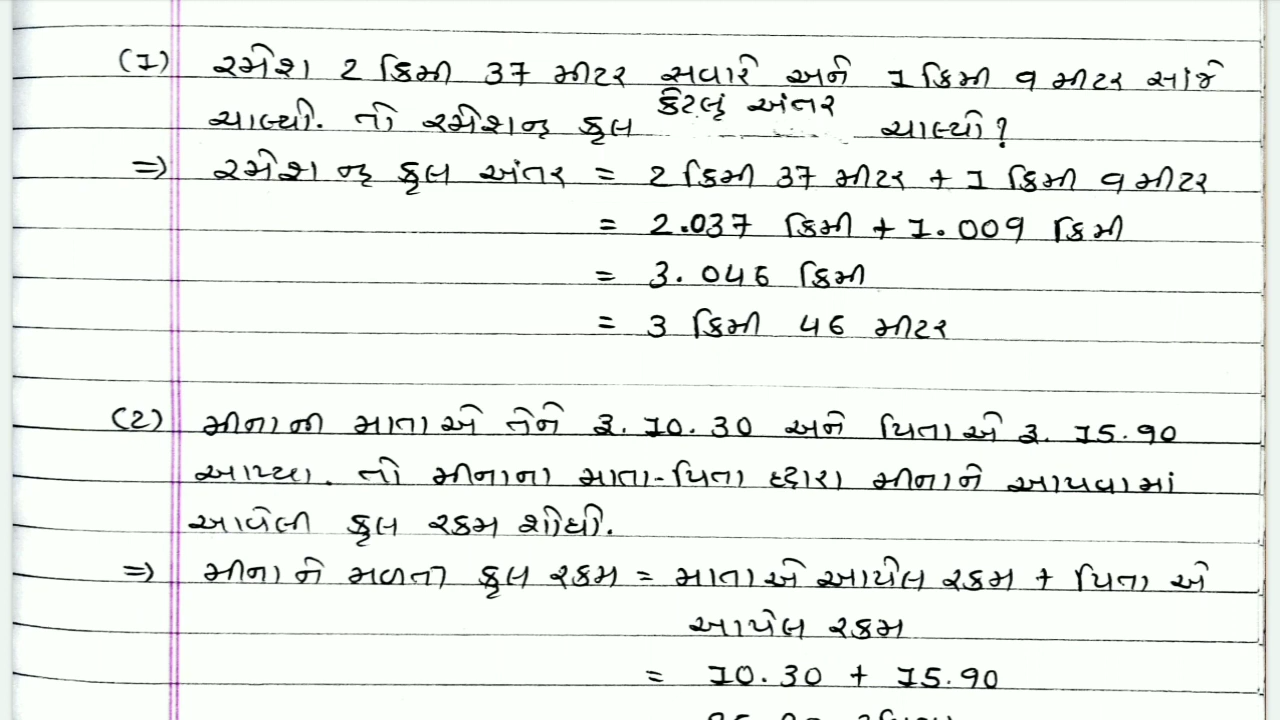 (1) રમેશ 2 કિમી 37 મીટર સવારે અને 1 કિમી 9 મીટર સાંજે
કેટલું અંતર
ચાલ્યો. તો રમેશનું કુલ ચાલ્યો?
⇒ રમેશ નું કુલ અંતર = 2 કિમી 37 મીટર + 1 કિમી 9 મીટર
= 2.037 કિમી + 1.009 કિમી
= 3.046 કિમી
= 3 કિમી 46 મીટર
(2) મીનાની માતાએ તેને રૂ. 10.30 અને પિતાએ રૂ. 15.90
આપ્યા. તો મીનાના માતા-પિતા દ્વારા મીનાને આપવામાં
આવેલી કુલ રકમ શોધો.
⇒ મીના ને મળતી કુલ રકમ = માતાએ આપેલ રકમ + પિતા એ
આપેલ રકમ
= 10.30 + 15.90